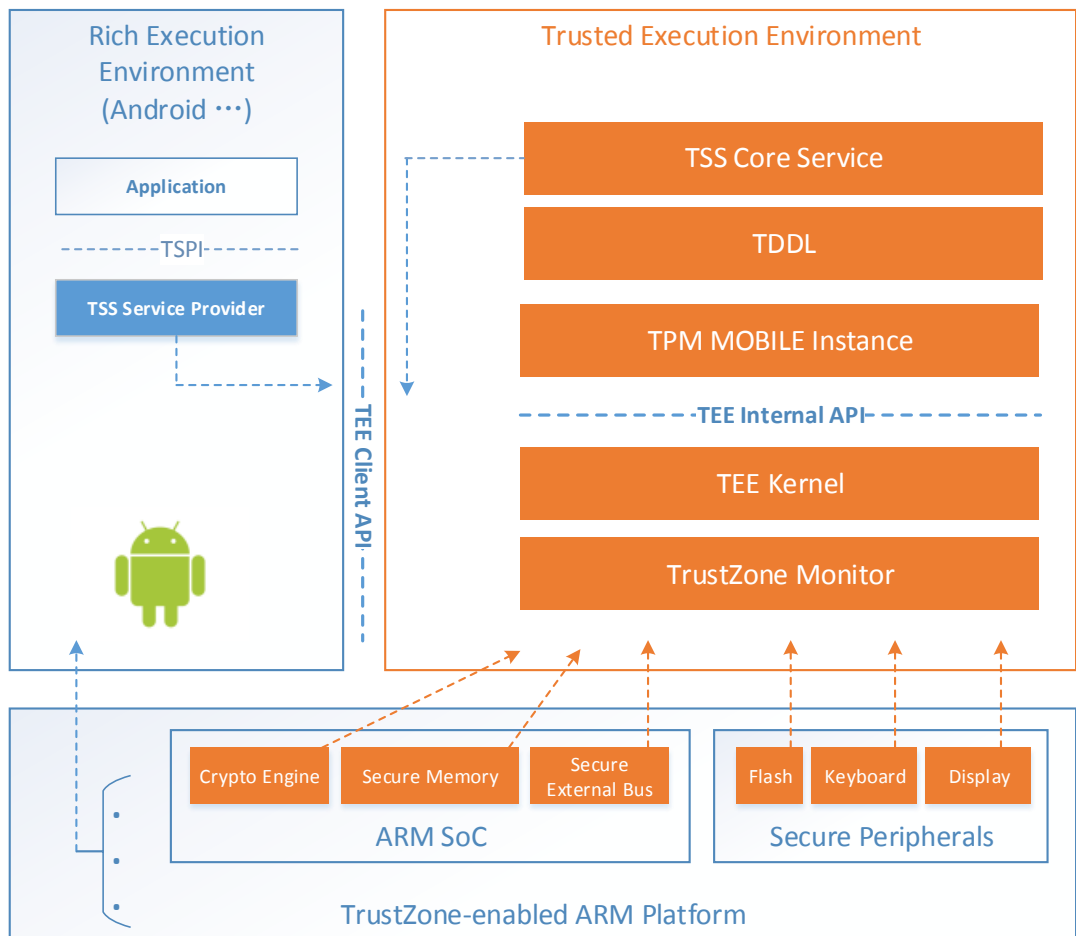 Rich Execution
Environment
(Android ···)
Application
TSPI
TSS Service Provider
TEE Client API
Trusted Execution Environment
TSS Core Service
TDDL
TPM MOBILE Instance
TEE Internal API
TEE Kernel
TrustZone Monitor
Crypto Engine
Secure Memory
Secure
External Bus
ARM SoC
Flash
Keyboard
Display
Secure Peripherals
TrustZone-enabled ARM Platform